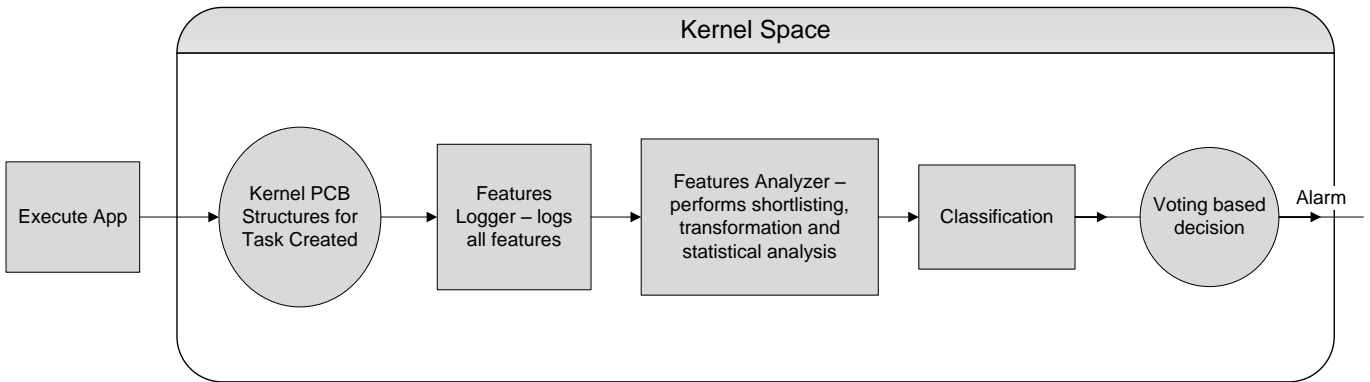 Kernel Space
Execute App
Kernel PCB
Structures for
Task Created
Features
Logger – logs
all features
Features Analyzer –
performs shortlisting,
transformation and
statistical analysis
Classification
Voting based
decision
Alarm